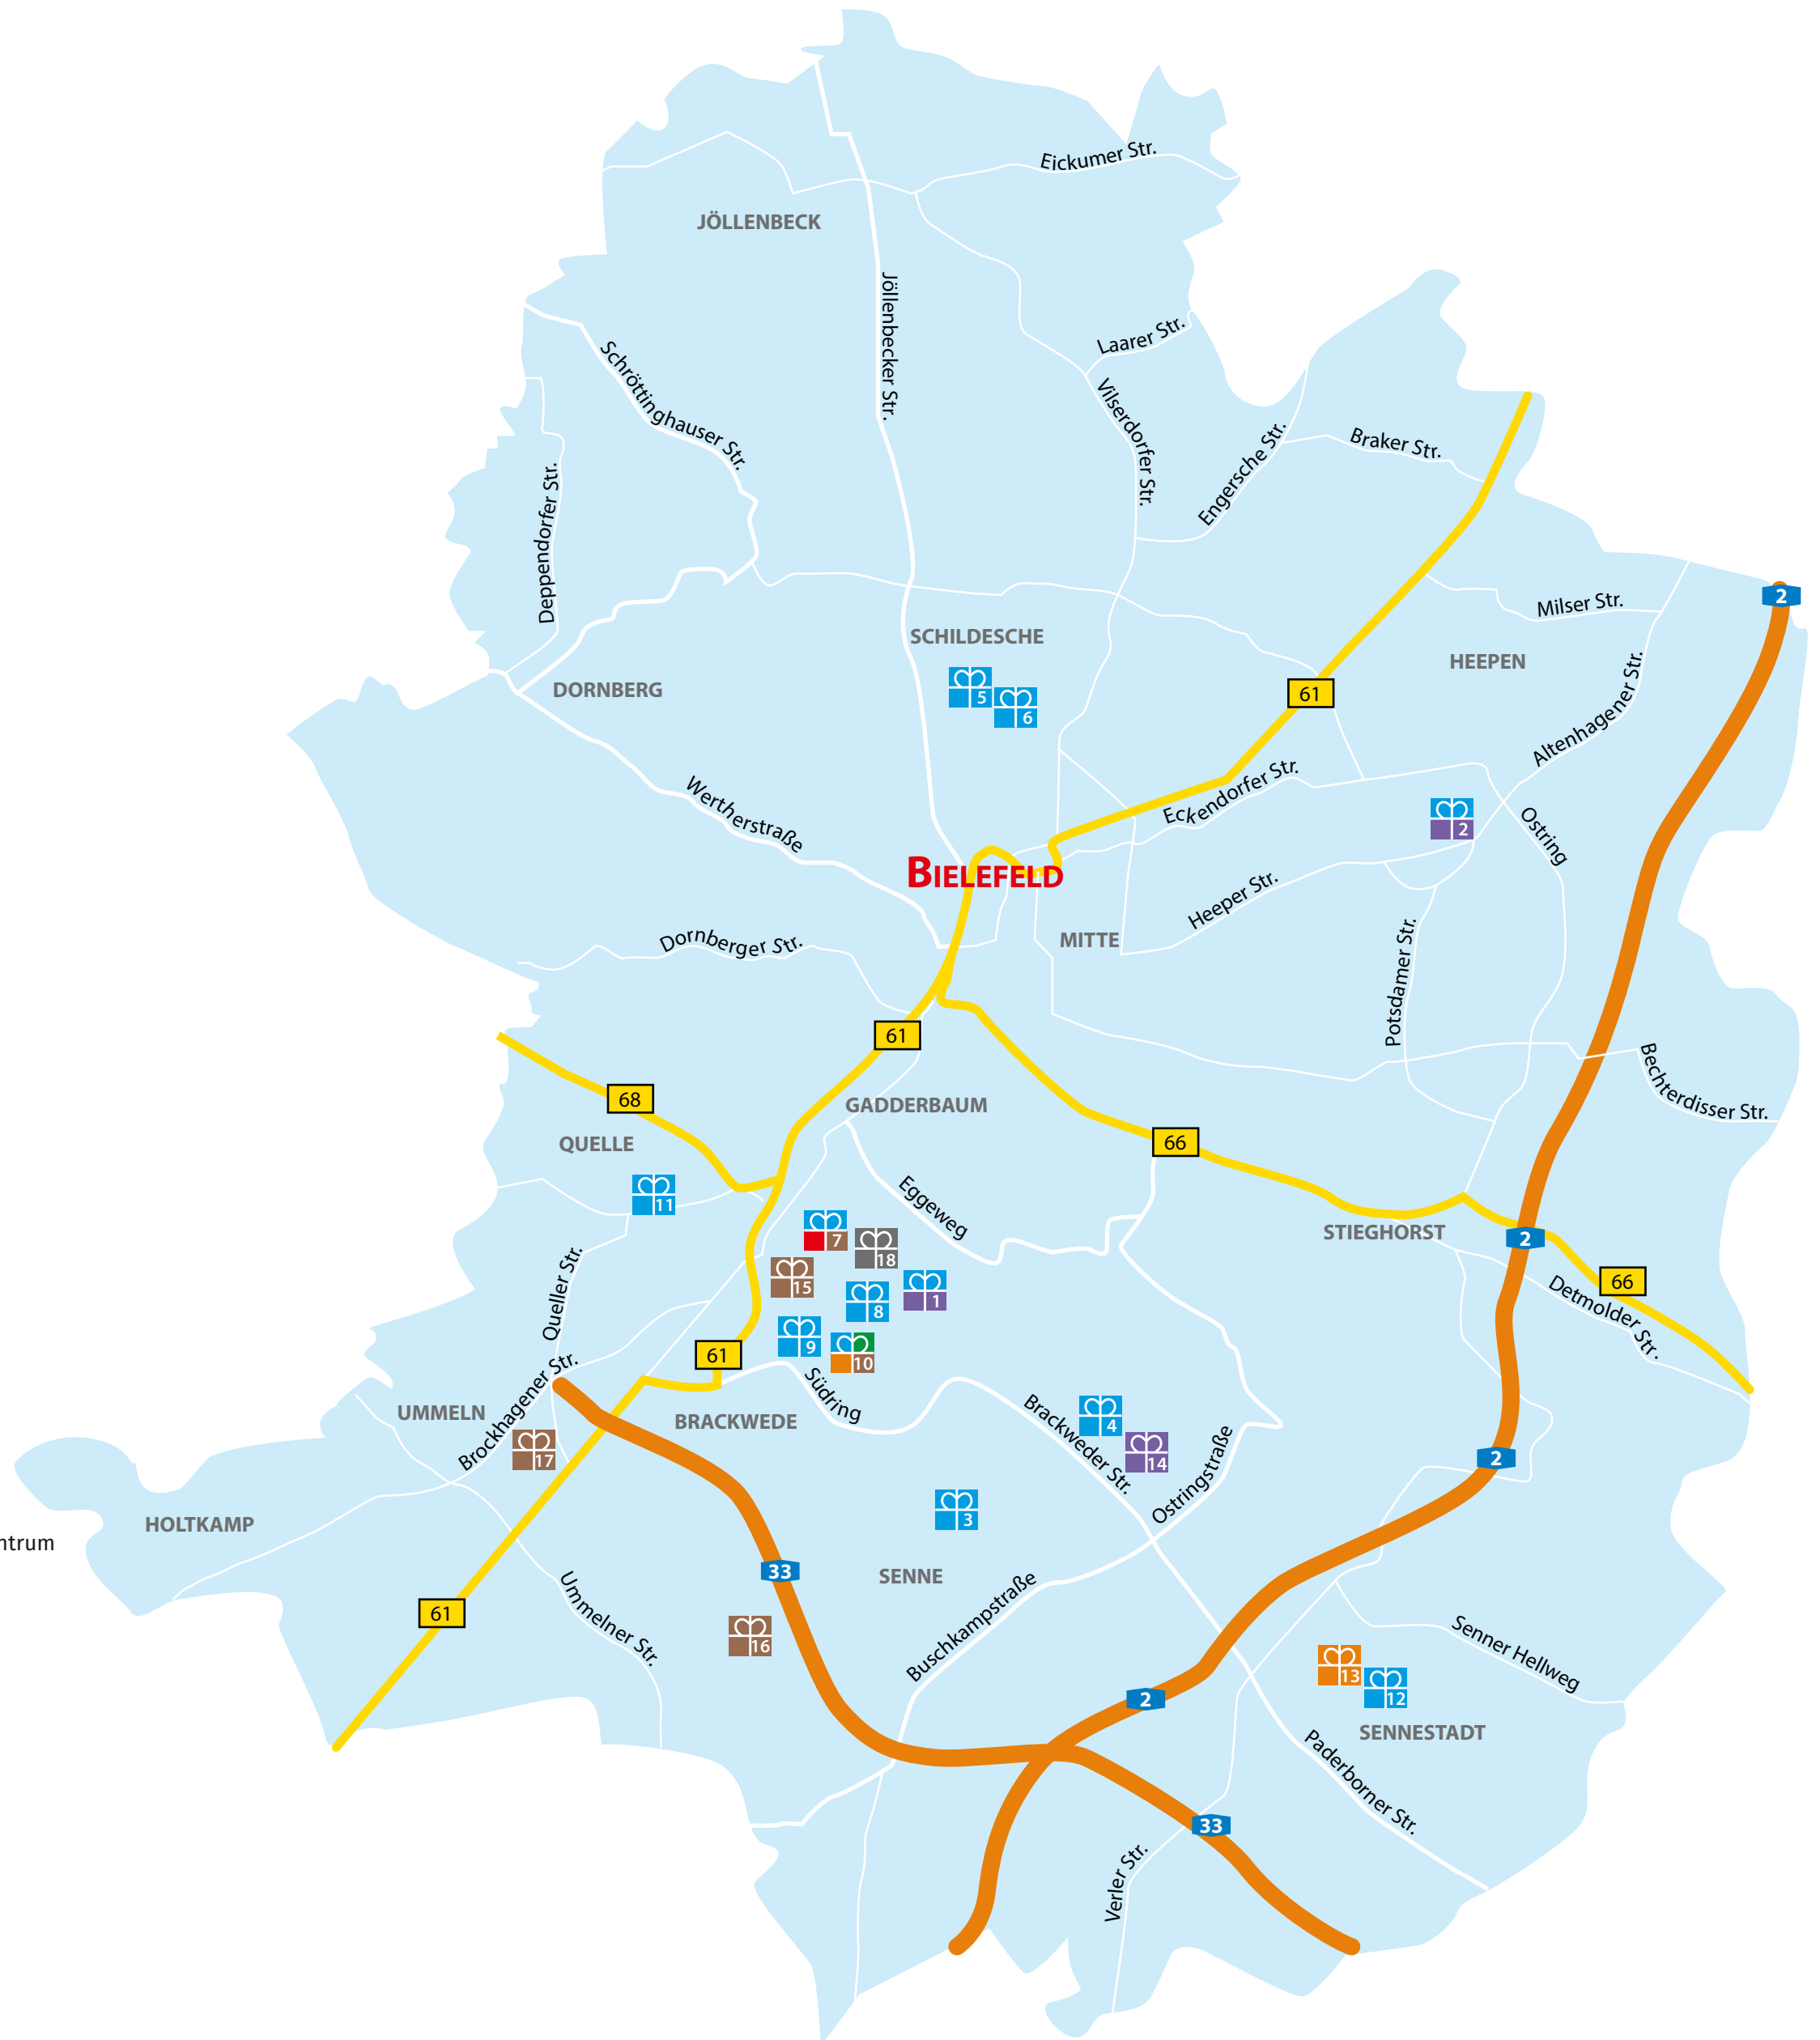 Eickumer Str.
JÖLLENBECK
Jöllenbecker Str.
Laarer Str.
Schröttinghauser Str.
Vilserdorfer Str.
Engersche Str.
Braker Str.
Deppendorfer Str.
2
Milser Str.
SCHILDESCHE
HEEPEN
DORNBERG
5
6
61
Altenhagener Str.
Wertherstraße
Eckendorfer Str.
2
Ostring
BIELEFELD
Heeper Str.
MITTE
Dornberger Str.
Potsdamer Str.
61
Bechterdisser Str.
68
GADDERBAUM
QUELLE
66
11
Eggeweg
7
18
STIEGHORST
2
15
1
66
8
Queller Str.
Detmolder Str.
9
10
61
Brockhagener Str.
Südring
UMMELN
BRACKWEDE
Brackweder Str.
4
14
17
2
Ostringstraße
3
HOLTKAMP
ntrum
33
SENNE
Ummelner Str.
61
Buschkampstraße
16
Senner Hellweg
13
12
2
SENNESTADT
Paderborner Str.
33
Verler Str.